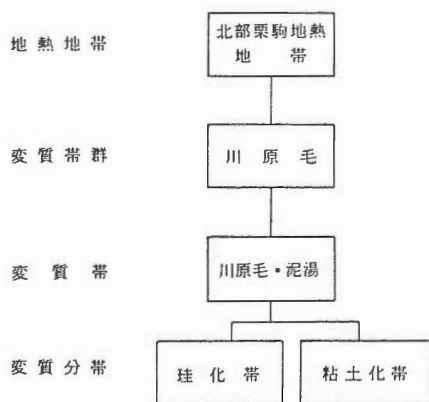 地熱地帯
北部栗駒地熱
地帯
変質帯群
川原毛
変質帯
川原毛・泥湯
変質分帯
珪化帯
粘土化帯